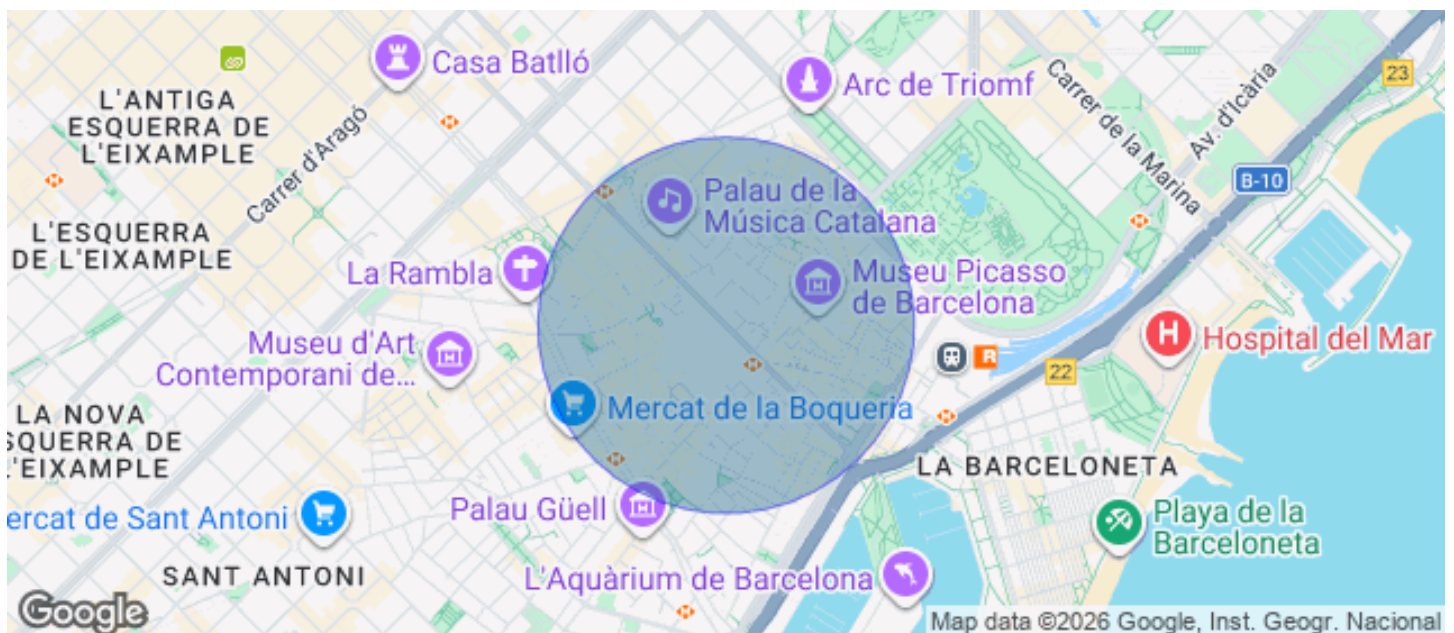 Casa Batlló
Arc de Triomf
Carrer de la Marina
Av. d'Icària
23
L'ANTIGA
ESQUERRA DE
L'EIXAMPLE
Carrer d'Aragó
B-10
Palau de la
Música Catalana
L'ESQUERRA
DE L'EIXAMPLE
La Rambla
Museu Picasso
de Barcelona
Museu d'Art
Contemporani de...
R
Hospital del Mar
22
Mercat de la Boqueria
LA NOVA
SQUERRA DE
L'EIXAMPLE
LA BARCELONETA
Palau Güell
ercat de Sant Antoni
Playa de la
Barceloneta
SANT ANTONI
L'Aquàrium de Barcelona
Google
Map data ©2026 Google, Inst. Geogr. Nacional